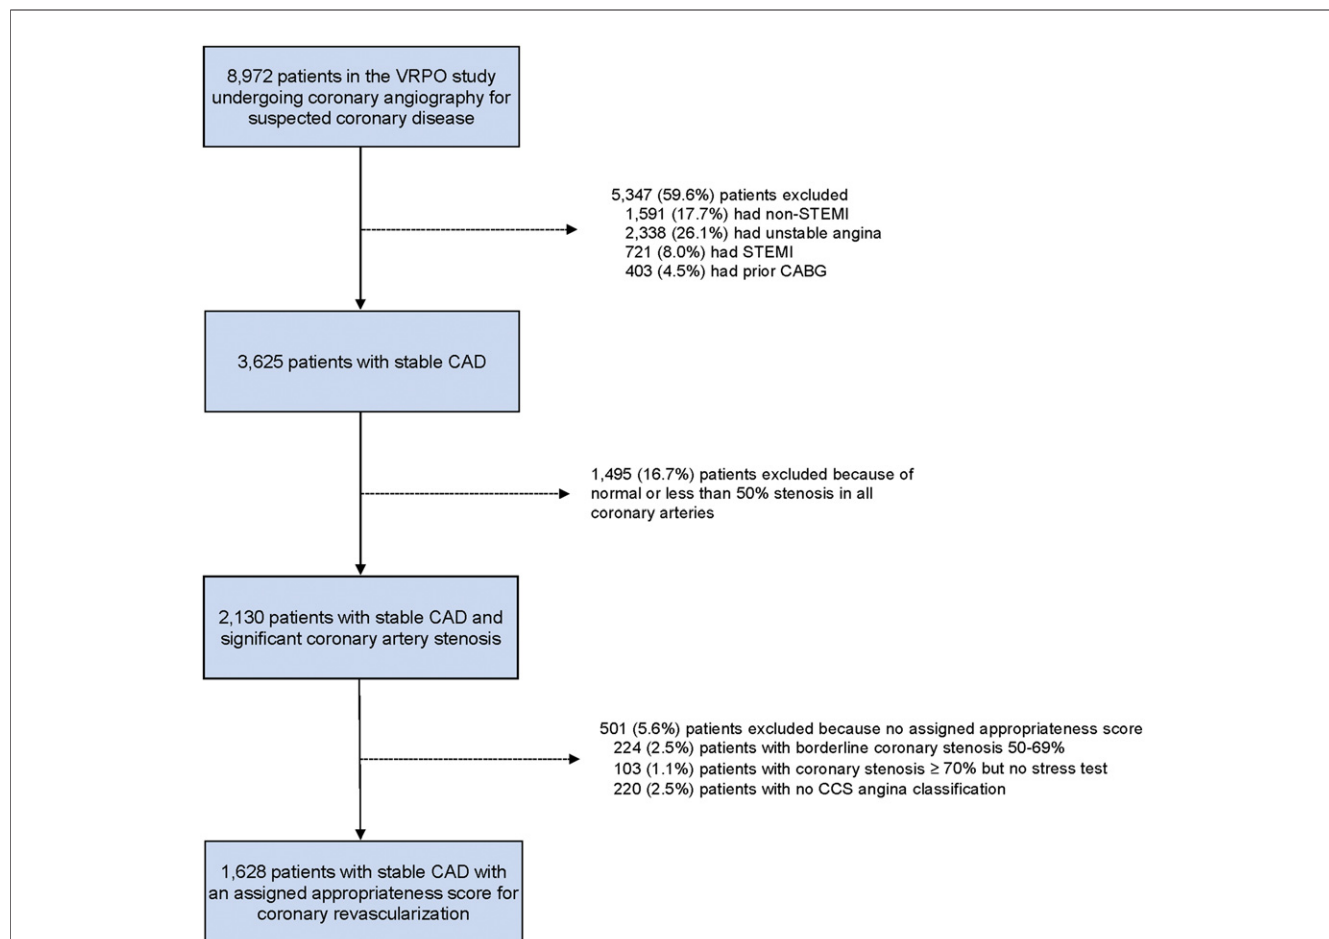 8,972 patients in the VRPO study
undergoing coronary angiography for
suspected coronary disease
5,347 (59.6%) patients excluded
1,591 (17.7%) had non-STEMI
2,338 (26.1%) had unstable angina
721 (8.0%) had STEMI
403 (4.5%) had prior CABG
3,625 patients with stable CAD
1,495 (16.7%) patients excluded because of
normal or less than 50% stenosis in all
coronary arteries
2,130 patients with stable CAD and
significant coronary artery stenosis
501 (5.6%) patients excluded because no assigned appropriateness score
224 (2.5%) patients with borderline coronary stenosis 50-69%
103 (1.1%) patients with coronary stenosis ≥ 70% but no stress test
220 (2.5%) patients with no CCS angina classification
1,628 patients with stable CAD with
an assigned appropriateness score for
coronary revascularization